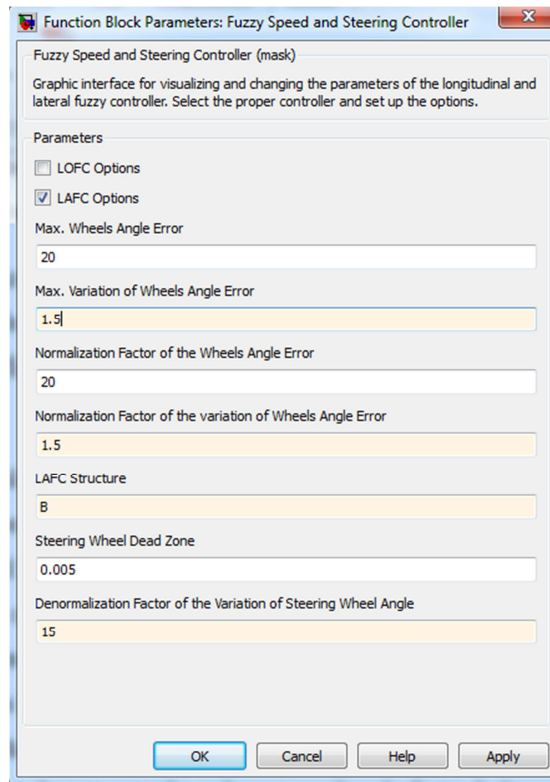 Function Block Parameters: Fuzzy Speed and Steering Controller
Fuzzy Speed and Steering Controller (mask)
Graphic interface for visualizing and changing the parameters of the longitudinal and
lateral fuzzy controller. Select the proper controller and set up the options.
Parameters
LOFC Options
LAFC Options
Max. Wheels Angle Error
20
Max. Variation of Wheels Angle Error
1.5
Normalization Factor of the Wheels Angle Error
20
Normalization Factor of the variation of Wheels Angle Error
1.5
LAFC Structure
B
Steering Wheel Dead Zone
0.005
Denormalization Factor of the Variation of Steering Wheel Angle
15
OK Cancel Help Apply